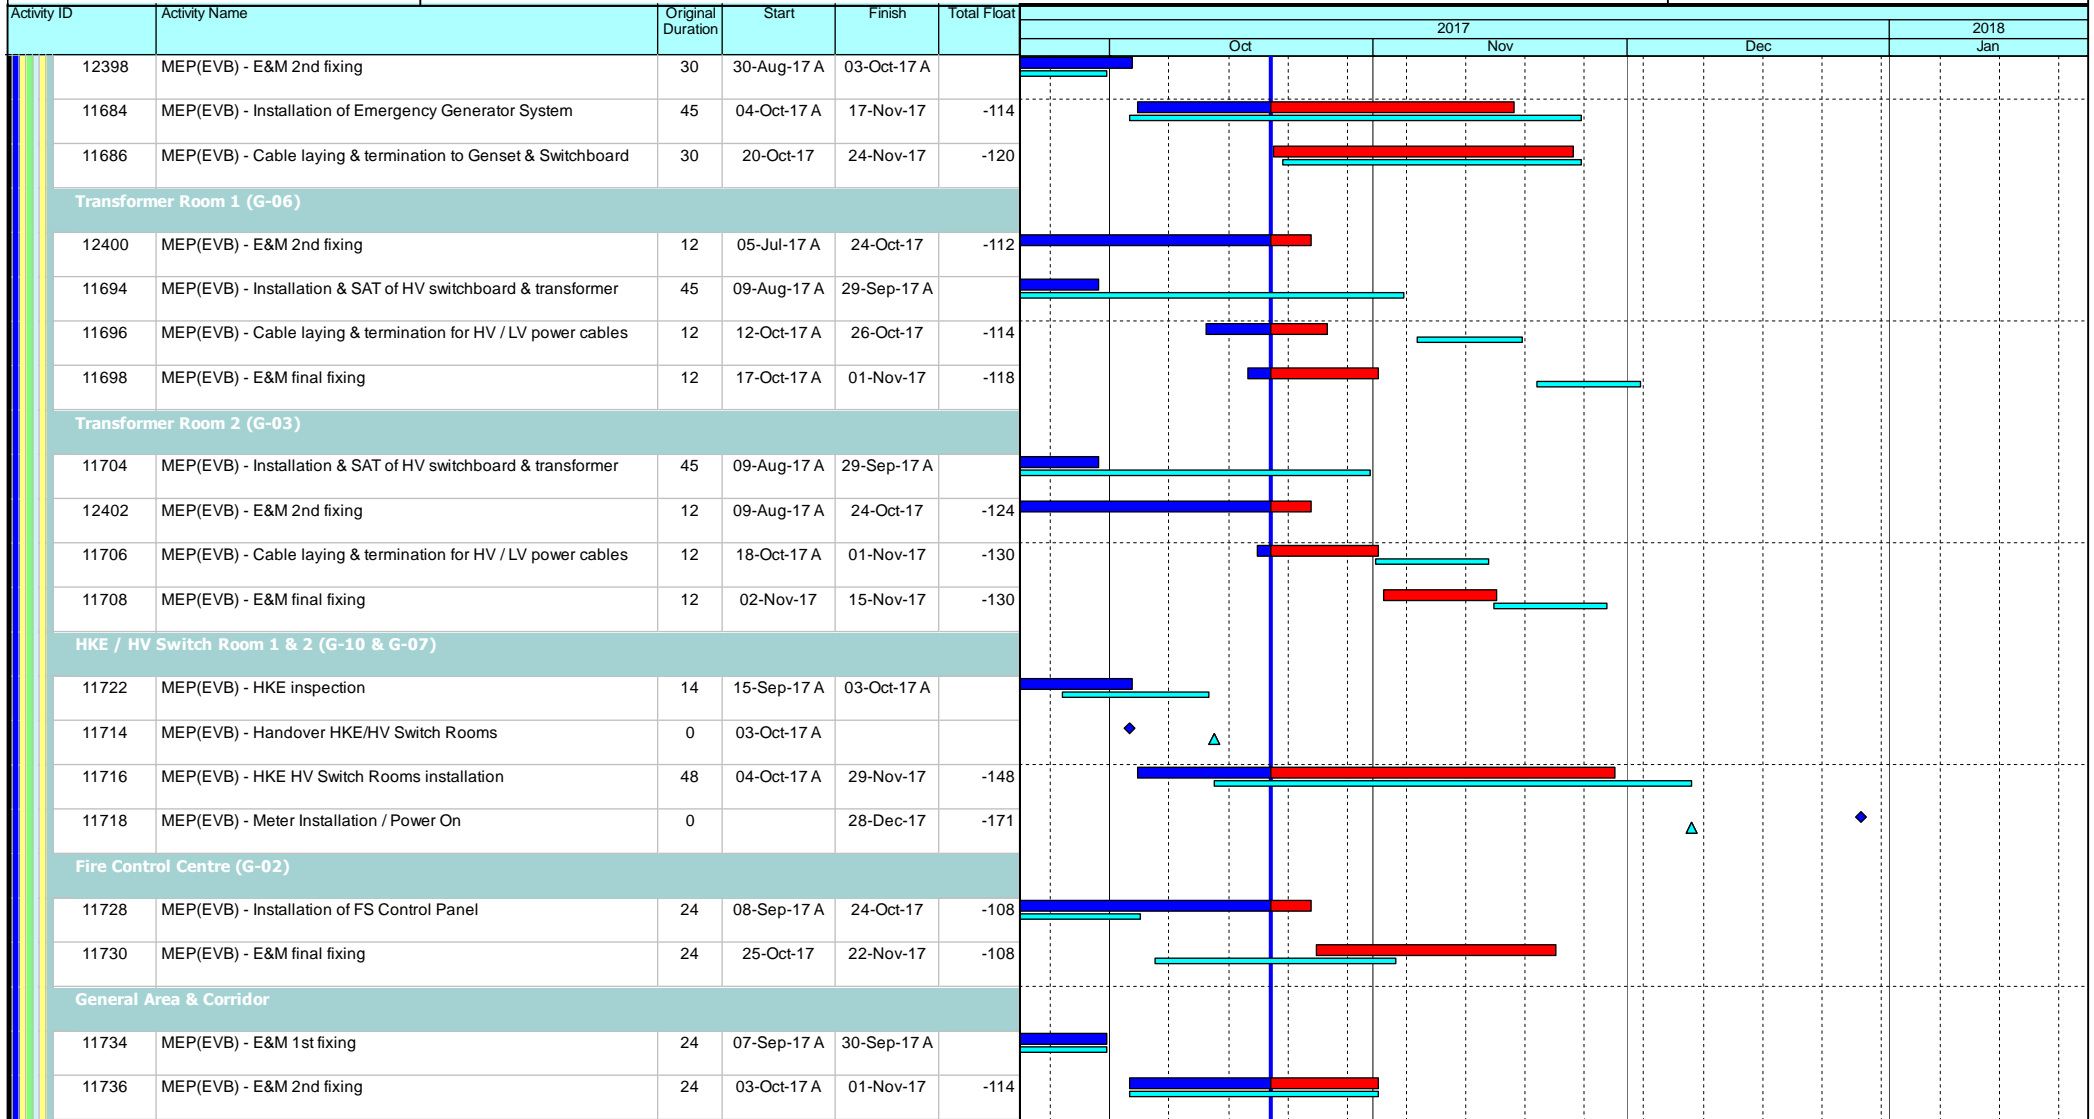 Activity ID Activity Name Original Duration Start Finish Total Float
2017 2018
Oct Nov Dec Jan
12398 MEP(EVB) - E&M 2nd fixing 30 30-Aug-17 A 03-Oct-17 A
11684 MEP(EVB) - Installation of Emergency Generator System 45 04-Oct-17 A 17-Nov-17 -114
11686 MEP(EVB) - Cable laying & termination to Genset & Switchboard 30 20-Oct-17 24-Nov-17 -120
Transformer Room 1 (G-06)
12400 MEP(EVB) - E&M 2nd fixing 12 05-Jul-17 A 24-Oct-17 -112
11694 MEP(EVB) - Installation & SAT of HV switchboard & transformer 45 09-Aug-17 A 29-Sep-17 A
11696 MEP(EVB) - Cable laying & termination for HV / LV power cables 12 12-Oct-17 A 26-Oct-17 -114
11698 MEP(EVB) - E&M final fixing 12 17-Oct-17 A 01-Nov-17 -118
Transformer Room 2 (G-03)
11704 MEP(EVB) - Installation & SAT of HV switchboard & transformer 45 09-Aug-17 A 29-Sep-17 A
12402 MEP(EVB) - E&M 2nd fixing 12 09-Aug-17 A 24-Oct-17 -124
11706 MEP(EVB) - Cable laying & termination for HV / LV power cables 12 18-Oct-17 A 01-Nov-17 -130
11708 MEP(EVB) - E&M final fixing 12 02-Nov-17 15-Nov-17 -130
HKE / HV Switch Room 1 & 2 (G-10 & G-07)
11722 MEP(EVB) - HKE inspection 14 15-Sep-17 A 03-Oct-17 A
11714 MEP(EVB) - Handover HKE/HV Switch Rooms 0 03-Oct-17 A
11716 MEP(EVB) - HKE HV Switch Rooms installation 48 04-Oct-17 A 29-Nov-17 -148
11718 MEP(EVB) - Meter Installation / Power On 0 28-Dec-17 -171
Fire Control Centre (G-02)
11728 MEP(EVB) - Installation of FS Control Panel 24 08-Sep-17 A 24-Oct-17 -108
11730 MEP(EVB) - E&M final fixing 24 25-Oct-17 22-Nov-17 -108
General Area & Corridor
11734 MEP(EVB) - E&M 1st fixing 24 07-Sep-17 A 30-Sep-17 A
11736 MEP(EVB) - E&M 2nd fixing 24 03-Oct-17 A 01-Nov-17 -114